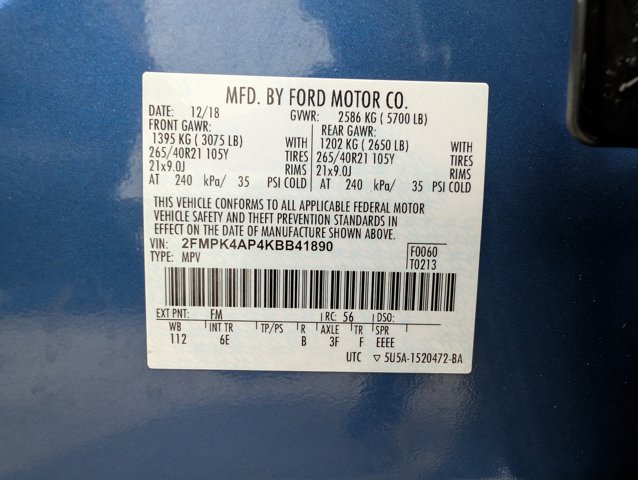 MFD. BY FORD MOTOR CO.
DATE: 12/18 GVWR: 2586 KG ( 5700 LB)
FRONT GAWR: REAR GAWR:
1395 KG ( 3075 LB) WITH 1202 KG ( 2650 LB) WITH
265/40R21 105Y TIRES 265/40R21 105Y TIRES
21x9.0J RIMS 21x9.0J RIMS
AT 240 kPa/ 35 PSI COLD AT 240 kPa/ 35 PSI COLD
THIS VEHICLE CONFORMS TO ALL APPLICABLE FEDERAL MOTOR
VEHICLE SAFETY AND THEFT PREVENTION STANDARDS IN
EFFECT ON THE DATE OF MANUFACTURE SHOWN ABOVE.
VIN: 2FMPK4AP4KBB41890 F0060
TYPE: MPV T0213
EXT PNT: FM RC: 56 DSO:
WB INT TR TP/PS R AXLE TR SPR
112 6E B 3F F EEEE
UTC ▽ 5U5A-1520472-BA